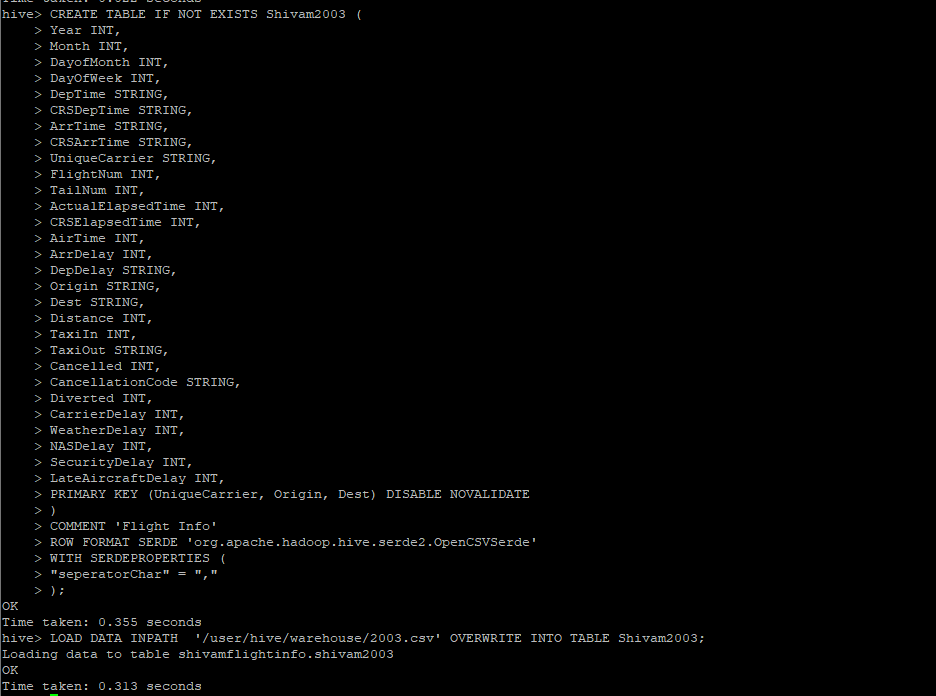 hive> CREATE TABLE IF NOT EXISTS Shivam2003 (
    > Year INT,
    > Month INT,
    > DayofMonth INT,
    > DayOfWeek INT,
    > DepTime STRING,
    > CRSDepTime STRING,
    > ArrTime STRING,
    > CRSArrTime STRING,
    > UniqueCarrier STRING,
    > FlightNum INT,
    > TailNum INT,
    > ActualElapsedTime INT,
    > CRSElapsedTime INT,
    > AirTime INT,
    > ArrDelay INT,
    > DepDelay STRING,
    > Origin STRING,
    > Dest STRING,
    > Distance INT,
    > TaxiIn INT,
    > TaxiOut STRING,
    > Cancelled INT,
    > CancellationCode STRING,
    > Diverted INT,
    > CarrierDelay INT,
    > WeatherDelay INT,
    > NASDelay INT,
    > SecurityDelay INT,
    > LateAircraftDelay INT,
    > PRIMARY KEY (UniqueCarrier, Origin, Dest) DISABLE NOVALIDATE
    > )
    > COMMENT 'Flight Info'
    > ROW FORMAT SERDE 'org.apache.hadoop.hive.serde2.OpenCSVSerde'
    > WITH SERDEPROPERTIES (
    > "seperatorChar" = ","
    > );
OK
Time taken: 0.355 seconds
hive> LOAD DATA INPATH  '/user/hive/warehouse/2003.csv' OVERWRITE INTO TABLE Shivam2003;
Loading data to table shivamflightinfo.shivam2003
OK
Time taken: 0.313 seconds